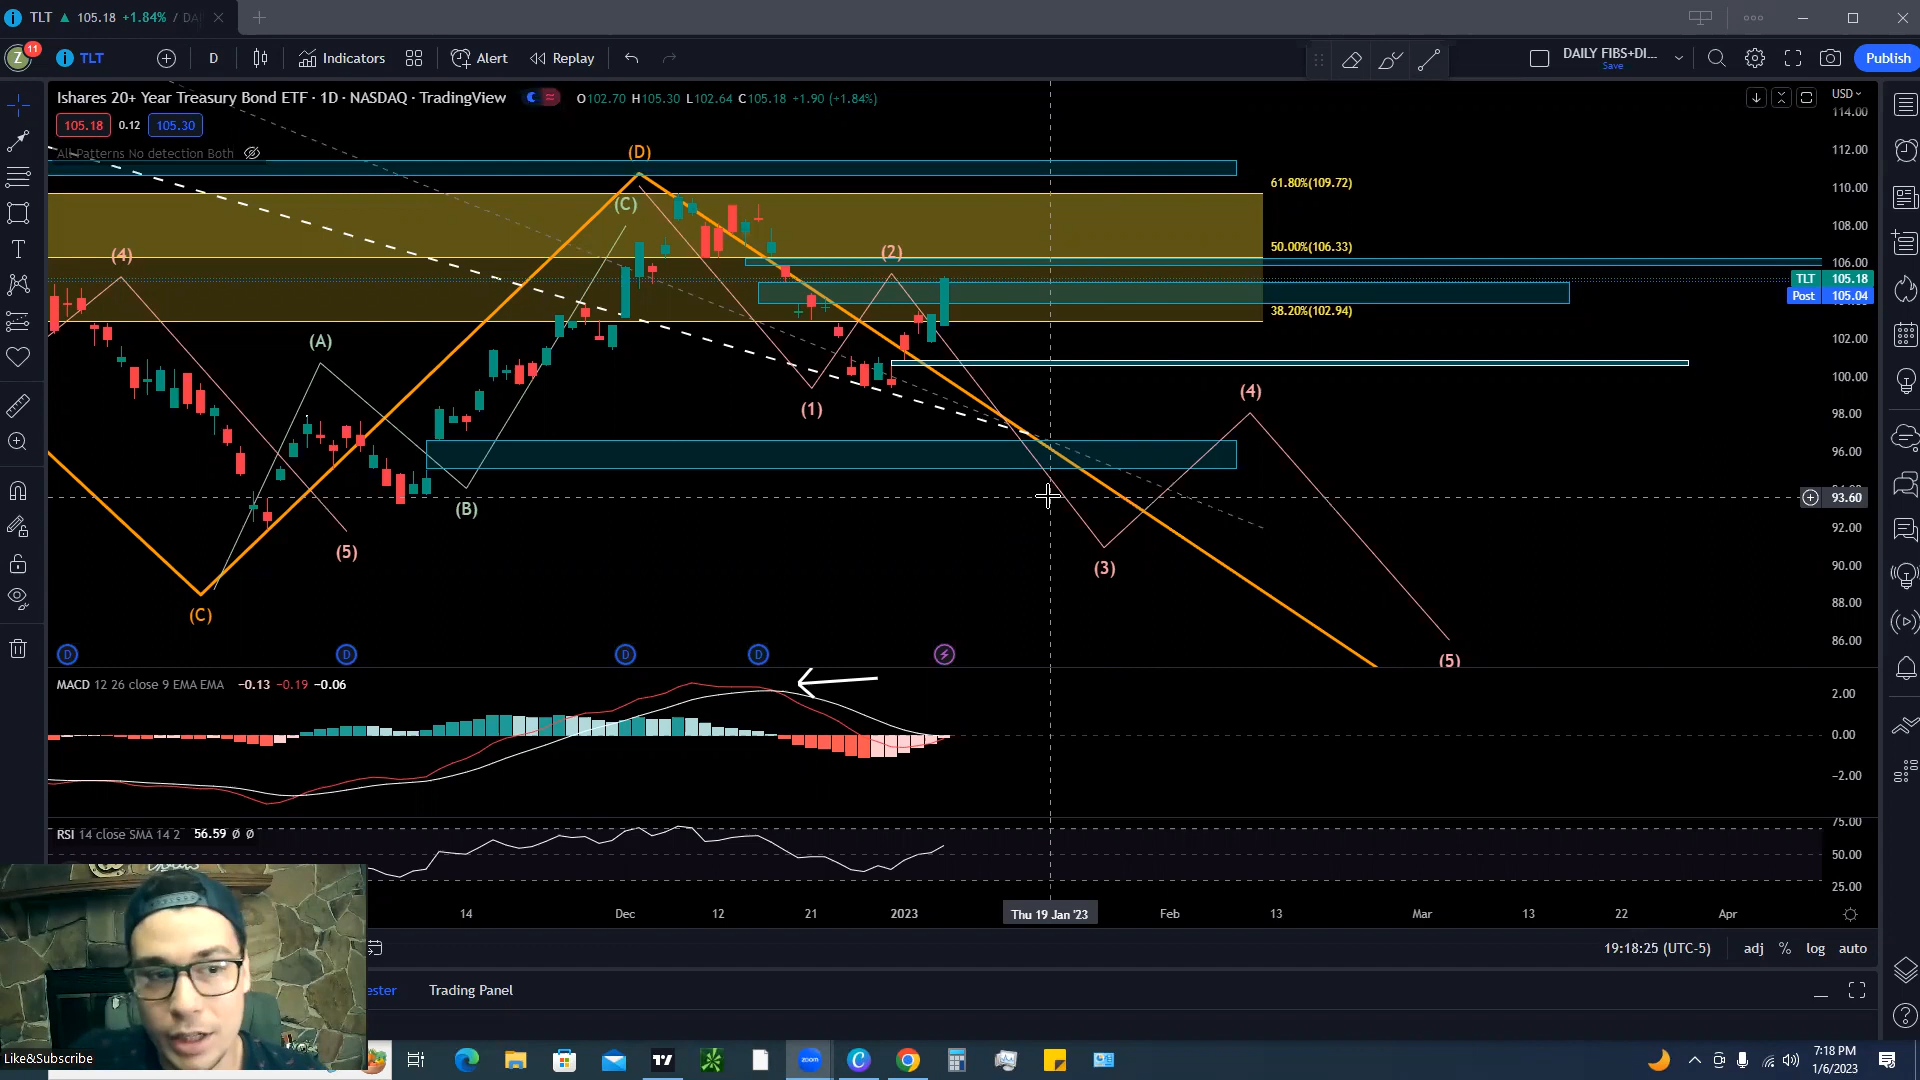 TLT ▲ 105.18 +1.84% / DA
Z 11 TLT D Indicators Alert Replay DAILY FIBS+DI... Save Publish
Ishares 20+ Year Treasury Bond ETF · 1D · NASDAQ · TradingView O102.70 H105.30 L102.64 C105.18 +1.90 (+1.84%)
USD
105.18 0.12 105.30
All Patterns No detection Both
114.00
112.00
110.00
108.00
106.00
TLT 105.18
Post 105.04
102.00
100.00
98.00
96.00
93.60
92.00
90.00
88.00
86.00
61.80%(109.72)
50.00%(106.33)
38.20%(102.94)
(D)
(C)
(4)
(2)
(A)
(1)
(4)
(B)
(5)
(3)
(C)
(5)
D D D D
MACD 12 26 close 9 EMA EMA −0.13 −0.19 −0.06
2.00
0.00
−2.00
RSI 14 close SMA 14 2 56.59 ∅ ∅
75.00
50.00
25.00
14 Dec 12 21 2023 Thu 19 Jan '23 Feb 13 Mar 13 22 Apr
19:18:25 (UTC-5) adj % log auto
ester Trading Panel
Like&Subscribe
zoom
7:18 PM
1/6/2023